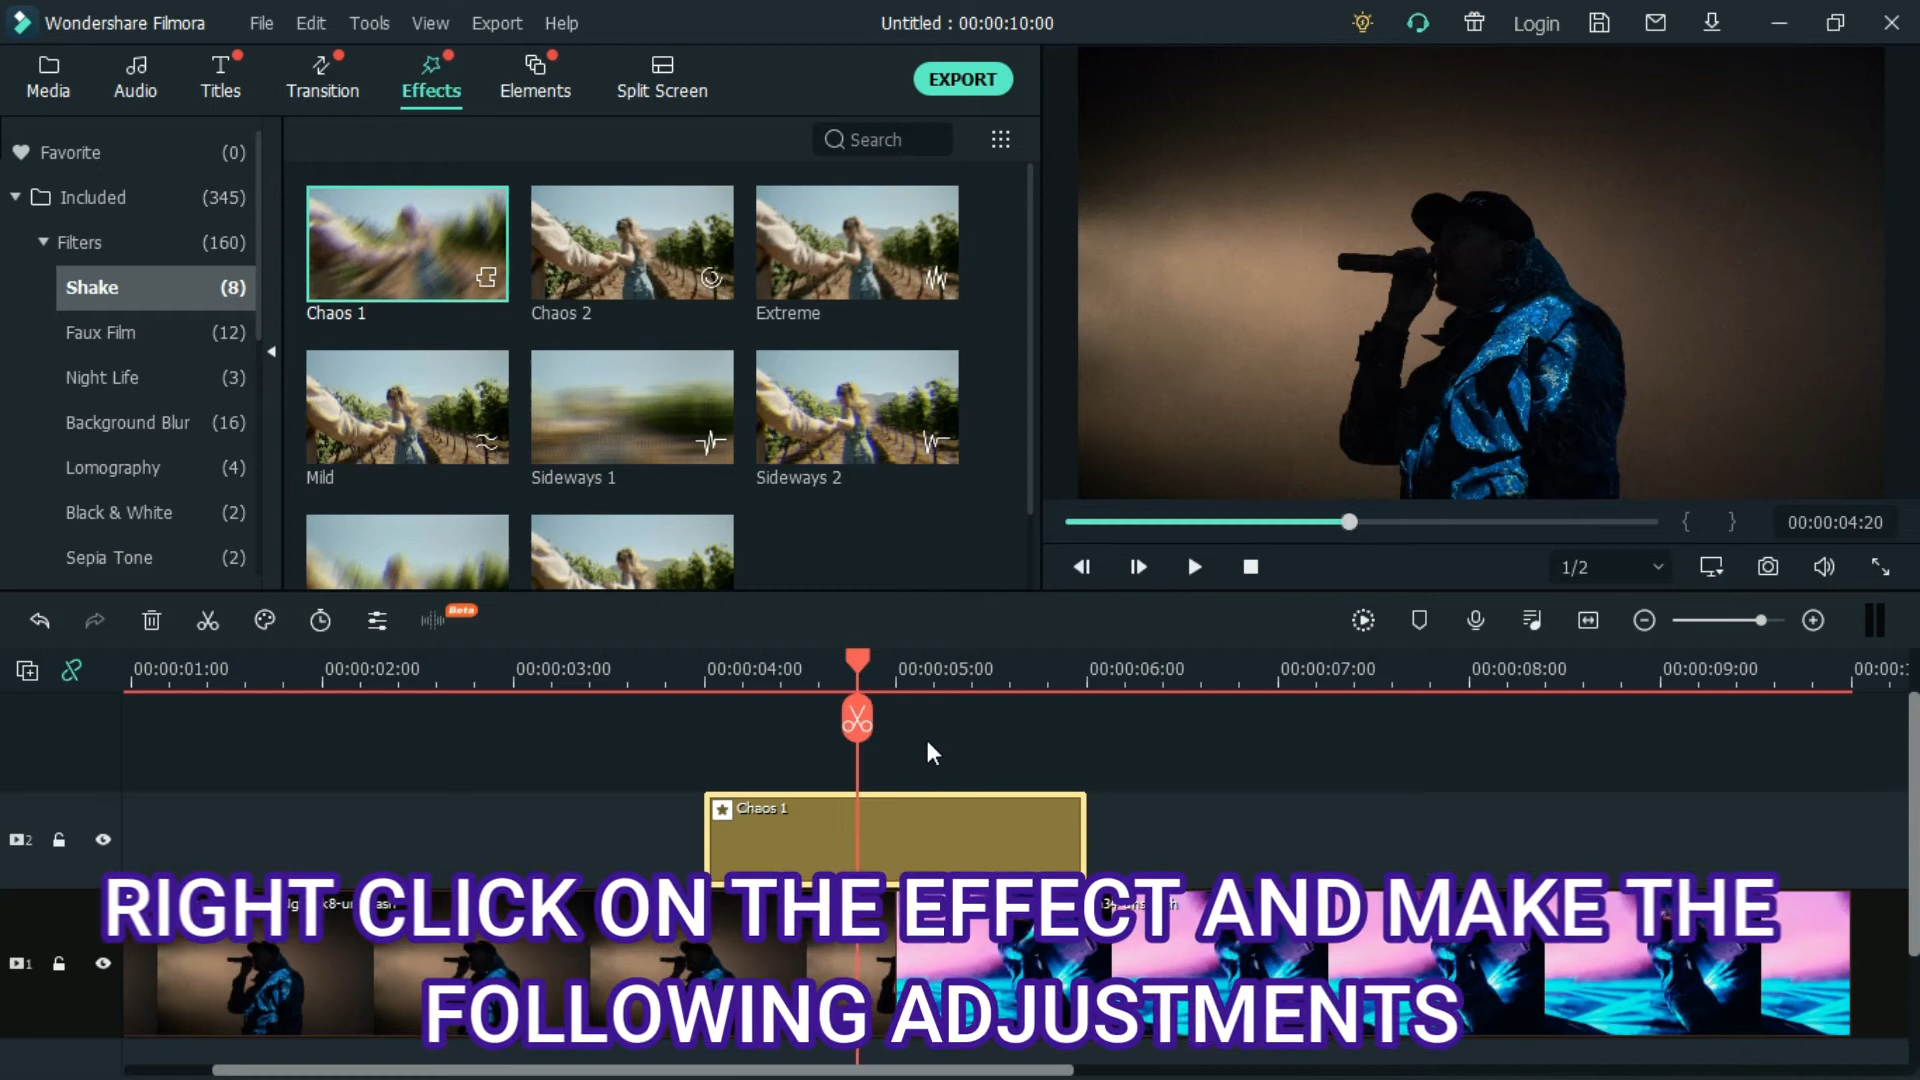 Wondershare Filmora File Edit Tools View Export Help Untitled : 00:00:10:00 Login
Media Audio Titles Transition Effects Elements Split Screen EXPORT
Favorite (0)
Search
Included (345)
Filters (160)
Shake (8)
Faux Film (12)
Night Life (3)
Background Blur (16)
Lomography (4)
Black & White (2)
Sepia Tone (2)
Chaos 1 Chaos 2 Extreme
Mild Sideways 1 Sideways 2
{ } 00:00:04:20
1/2
Beta
00:00:01:00 00:00:02:00 00:00:03:00 00:00:04:00 00:00:05:00 00:00:06:00 00:00:07:00 00:00:08:00 00:00:09:00
Chaos 1
2
1
RIGHT CLICK ON THE EFFECT AND MAKE THE
FOLLOWING ADJUSTMENTS